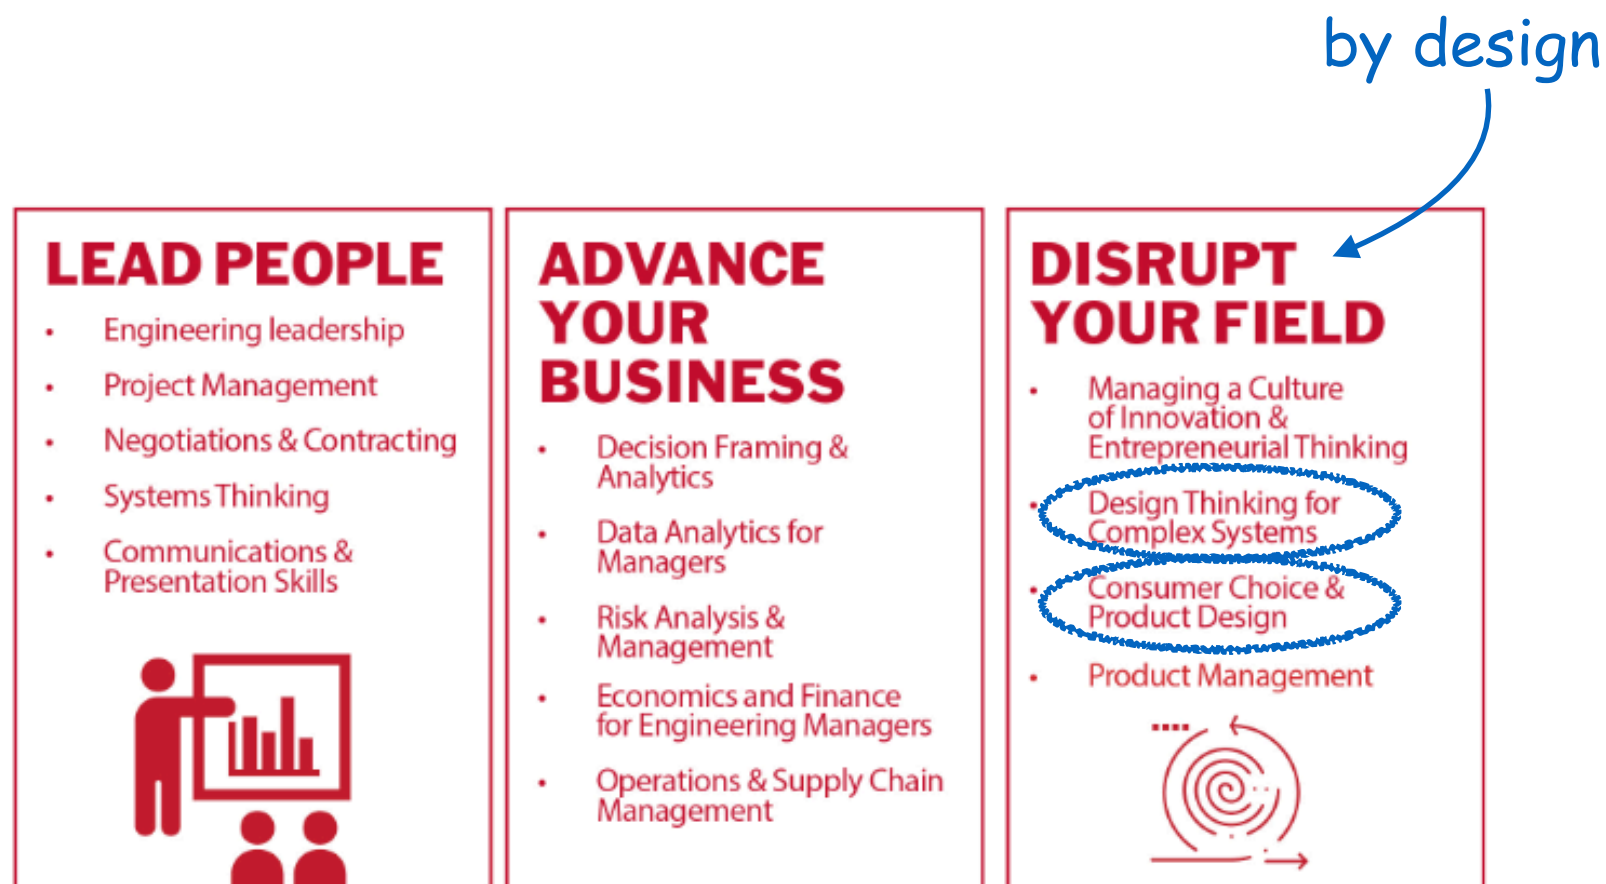 by design
LEAD PEOPLE
• Engineering leadership
• Project Management
• Negotiations & Contracting
• Systems Thinking
• Communications &
Presentation Skills
ADVANCE
YOUR
BUSINESS
• Decision Framing &
Analytics
• Data Analytics for
Managers
• Risk Analysis &
Management
• Economics and Finance
for Engineering Managers
• Operations & Supply Chain
Management
DISRUPT
YOUR FIELD
• Managing a Culture
of Innovation &
Entrepreneurial Thinking
• Design Thinking for
Complex Systems
• Consumer Choice &
Product Design
• Product Management